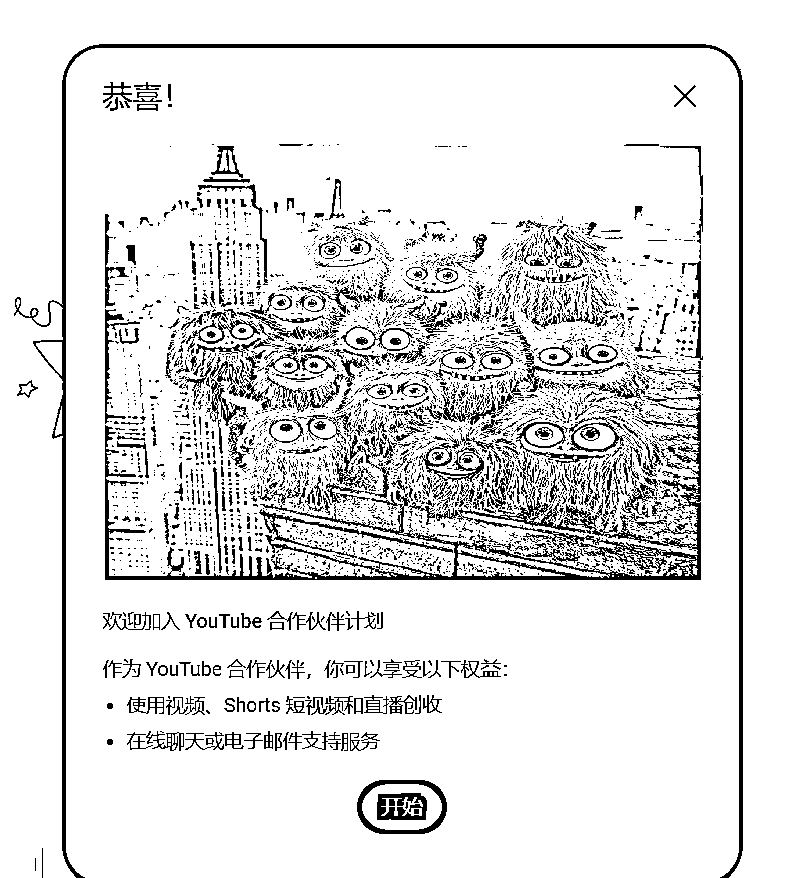 恭喜！
欢迎加入 YouTube 合作伙伴计划
作为 YouTube 合作伙伴，你可以享受以下权益：
• 使用视频、Shorts 短视频和直播创收
• 在线聊天或电子邮件支持服务
开始